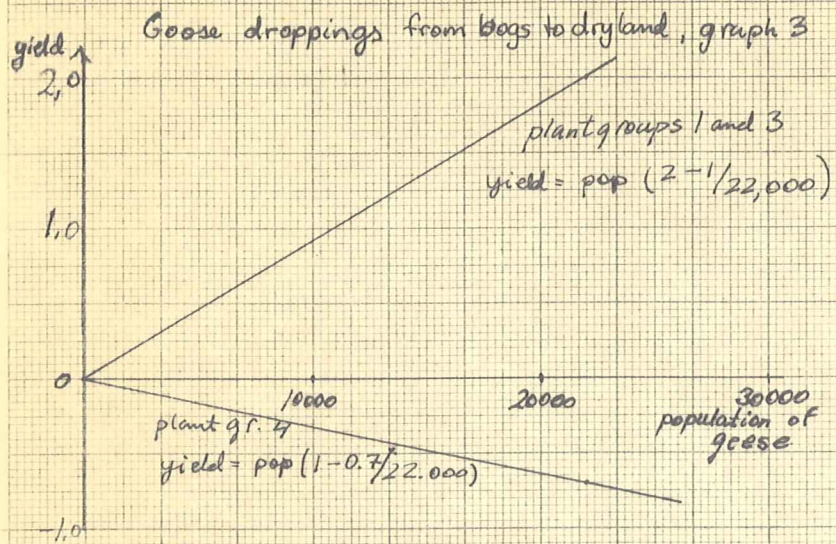 Goose droppings from bogs to dryland, graph 3
yield
2,0
plant groups 1 and 3
yield = pop (2 - 1/22,000)
1,0
0
10000
20000
30000
population of
geese
plant gr. 4
yield = pop (1 - 0.7/22.000)
-1,0